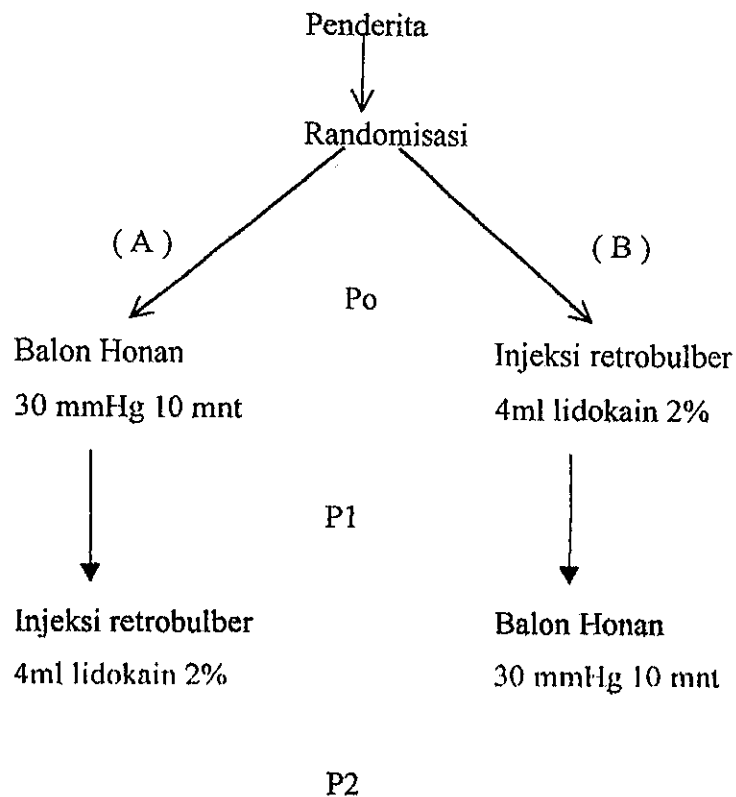 Penderita
Randomisasi
( A )
( B )
Po
Balon Honan
30 mmHg 10 mnt
Injeksi retrobulber
4ml lidokain 2%
P1
Injeksi retrobulber
4ml lidokain 2%
Balon Honan
30 mmHg 10 mnt
P2